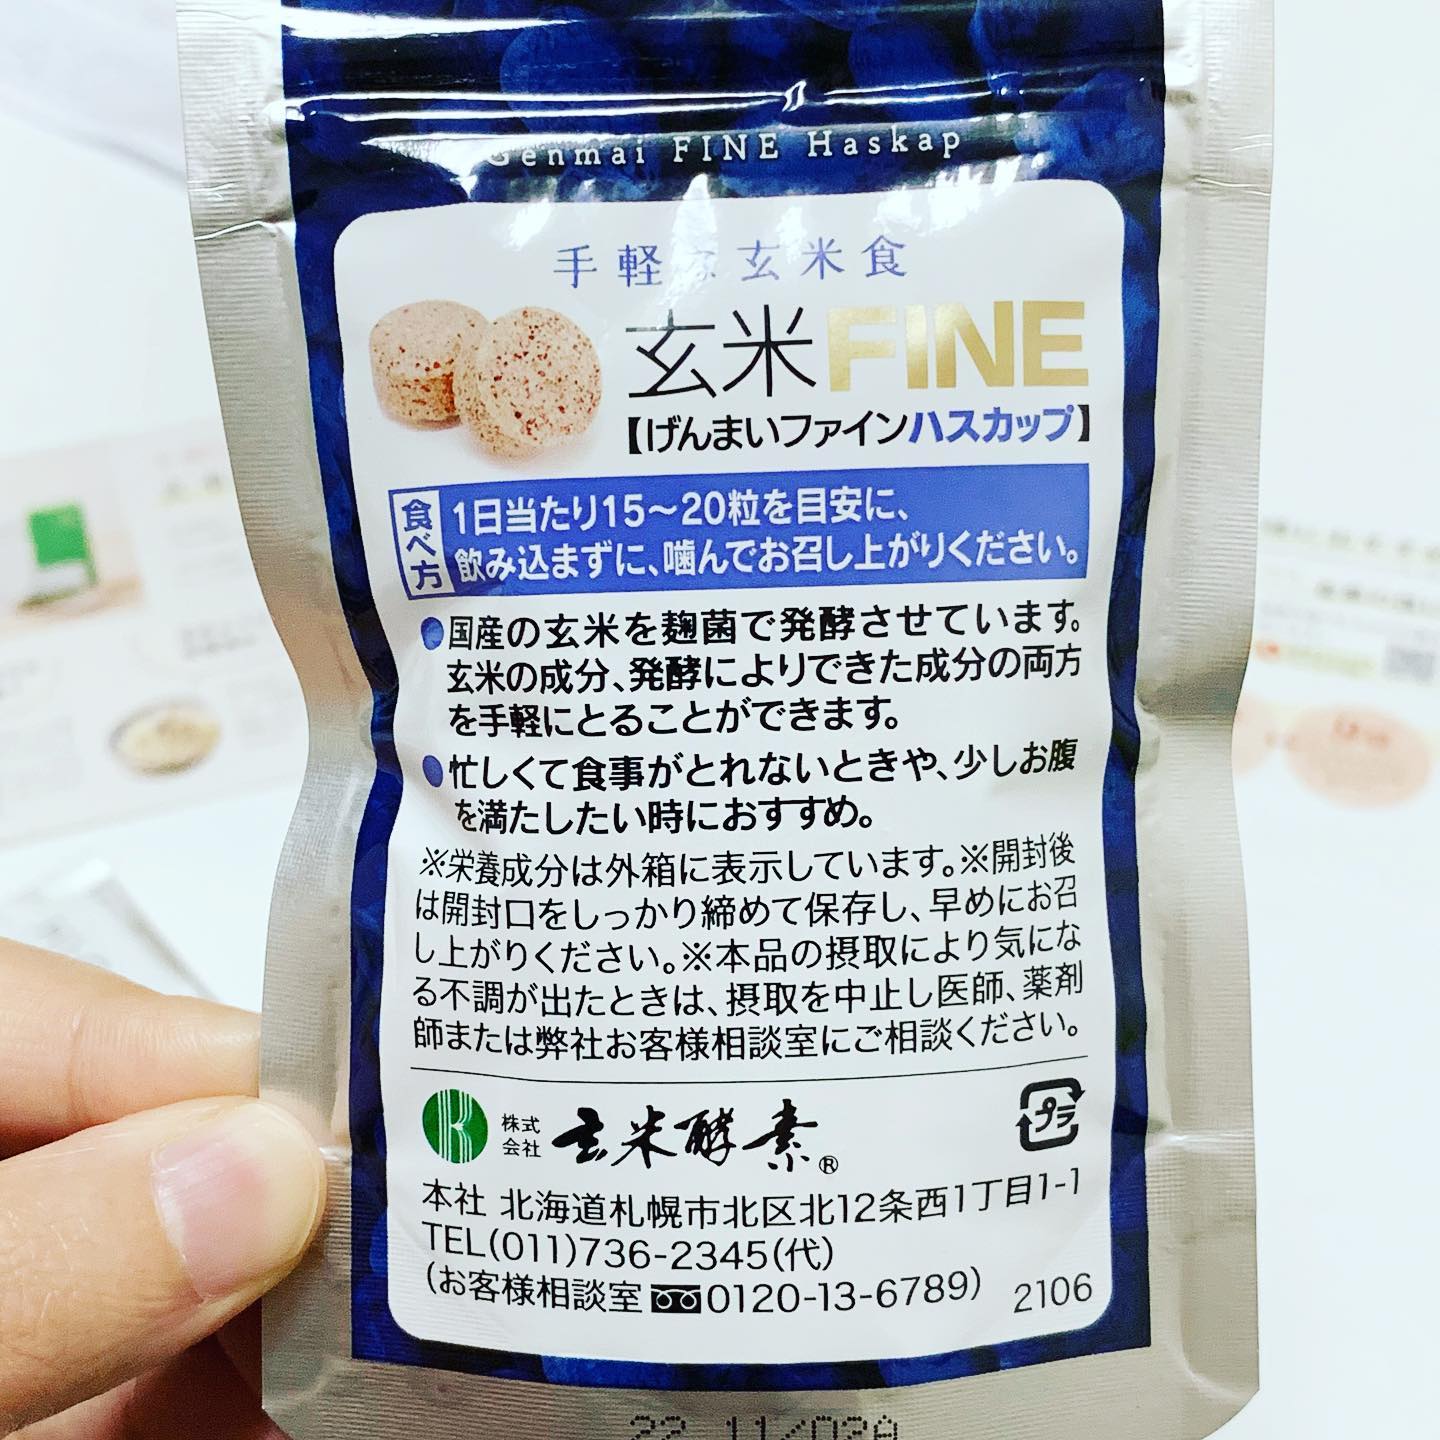 Genmai FINE Haskap
手軽な玄米食
玄米FINE
【げんまいファインハスカップ】
食べ方
1日当たり15～20粒を目安に、
飲み込まずに、噛んでお召し上がりください。
●国産の玄米を麹菌で発酵させています。
玄米の成分、発酵によりできた成分の両方
を手軽にとることができます。
●忙しくて食事がとれないときや、少しお腹
を満たしたい時におすすめ。
※栄養成分は外箱に表示しています。※開封後
は開封口をしっかり締めて保存し、早めにお召
し上がりください。※本品の摂取により気にな
る不調が出たときは、摂取を中止し医師、薬剤
師または弊社お客様相談室にご相談ください。
株式会社 玄米酵素®
プラ
本社 北海道札幌市北区北12条西1丁目1-1
TEL(011)736-2345(代)
(お客様相談室 0120-13-6789)
2106